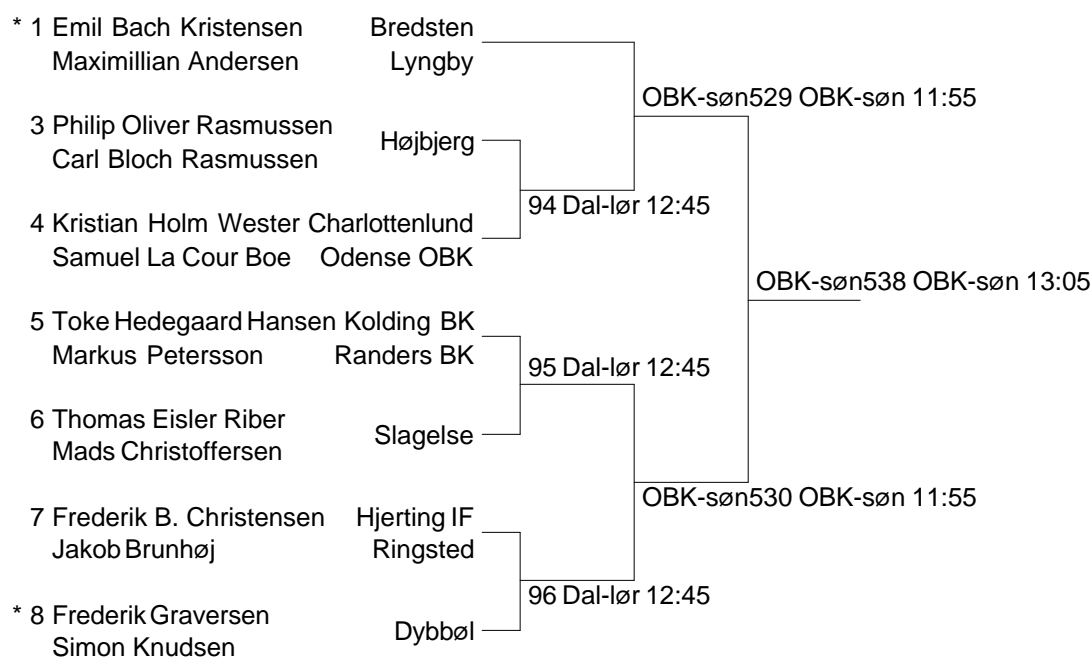 * 1 Emil Bach Kristensen Bredsten
Maximillian Andersen Lyngby
OBK-søn529 OBK-søn 11:55
3 Philip Oliver Rasmussen
Højbjerg
Carl Bloch Rasmussen
94 Dal-lør 12:45
4 Kristian Holm Wester Charlottenlund
Samuel La Cour Boe Odense OBK
OBK-søn538 OBK-søn 13:05
5 Toke Hedegaard Hansen Kolding BK
Markus Petersson Randers BK
95 Dal-lør 12:45
6 Thomas Eisler Riber
Slagelse
Mads Christoffersen
OBK-søn530 OBK-søn 11:55
7 Frederik B. Christensen Hjerting IF
Jakob Brunhøj Ringsted
96 Dal-lør 12:45
* 8 Frederik Graversen
Dybbøl
Simon Knudsen